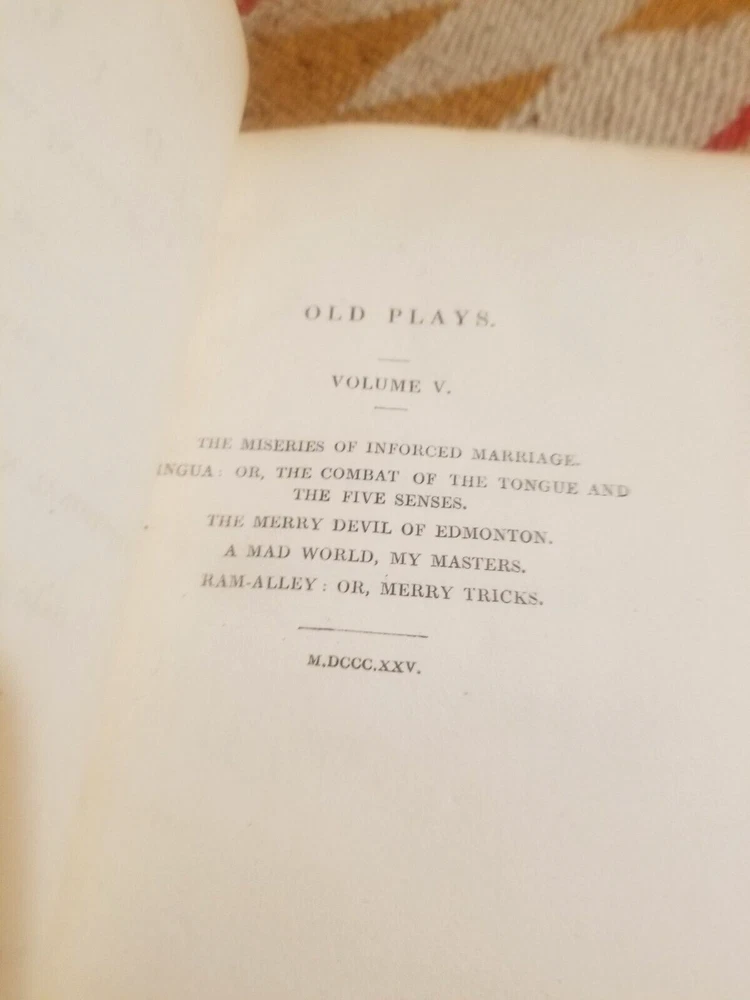 OLD PLAYS.
VOLUME V.
THE MISERIES OF INFORCED MARRIAGE.
INGUA: OR, THE COMBAT OF THE TONGUE AND
THE FIVE SENSES.
THE MERRY DEVIL OF EDMONTON.
A MAD WORLD, MY MASTERS.
RAM-ALLEY: OR, MERRY TRICKS.
M.DCCC.XXV.